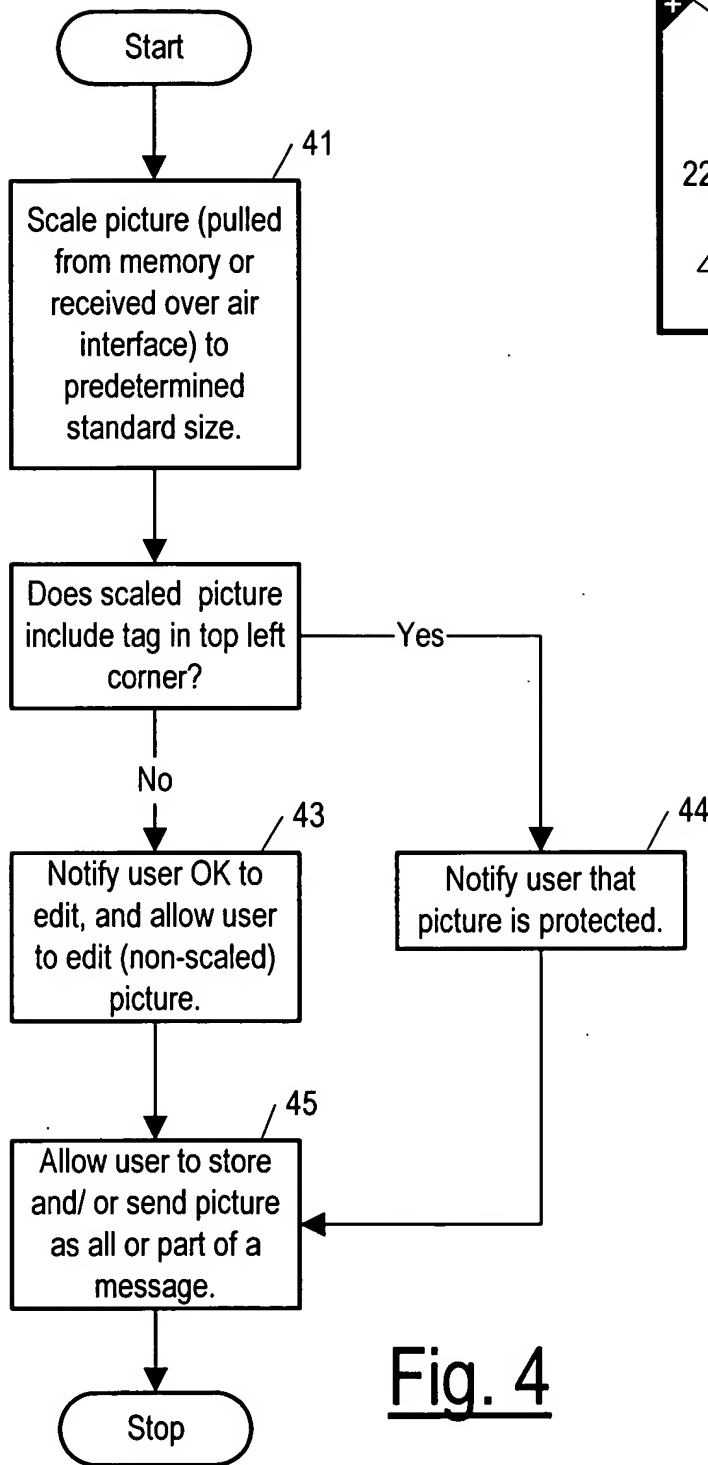 Start
41
Scale picture (pulled
from memory or
received over air
interface) to
predetermined
standard size.
Does scaled picture
include tag in top left
corner?
Yes
No
43
Notify user OK to
edit, and allow user
to edit (non-scaled)
picture.
44
Notify user that
picture is protected.
45
Allow user to store
and/ or send picture
as all or part of a
message.
Stop
Fig. 4
+
22
4